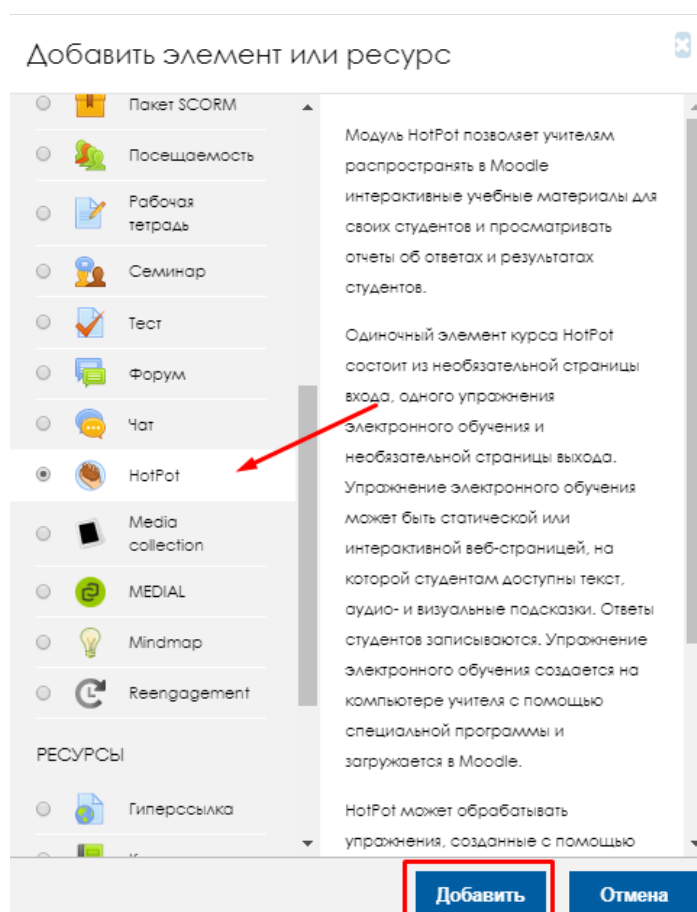 Добавить элемент или ресурс
Пакет SCORM
Посещаемость
Рабочая
тетрадь
Семинар
Тест
Форум
Чат
HotPot
Media
collection
MEDIAL
Mindmap
Reengagement
РЕСУРСЫ
Гиперссылка
Модуль HotPot позволяет учителям
распространять в Moodle
интерактивные учебные материалы для
своих студентов и просматривать
отчеты об ответах и результатах
студентов.
Одиночный элемент курса HotPot
состоит из необязательной страницы
входа, одного упражнения
электронного обучения и
необязательной страницы выхода.
Упражнение электронного обучения
может быть статической или
интерактивной веб-страницей, на
которой студентам доступны текст,
аудио- и визуальные подсказки. Ответы
студентов записываются. Упражнение
электронного обучения создается на
компьютере учителя с помощью
специальной программы и
загружается в Moodle.
HotPot может обрабатывать
упражнения, созданные с помощью
Добавить
Отмена